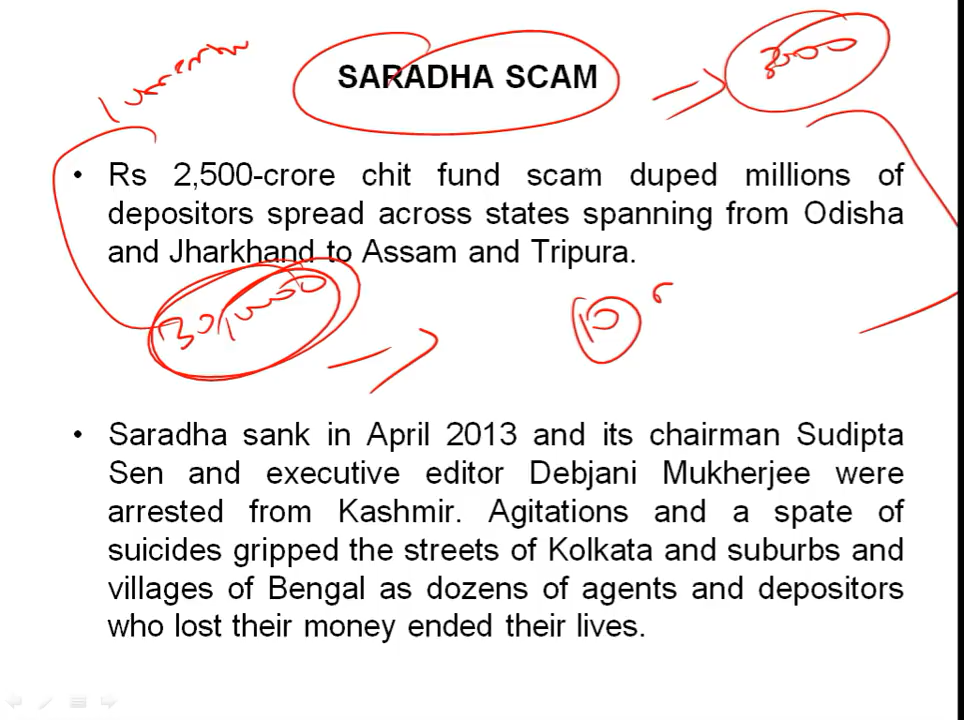 SARADHA SCAM
• Rs 2,500-crore chit fund scam duped millions of
depositors spread across states spanning from Odisha
and Jharkhand to Assam and Tripura.
10
• Saradha sank in April 2013 and its chairman Sudipta
Sen and executive editor Debjani Mukherjee were
arrested from Kashmir. Agitations and a spate of
suicides gripped the streets of Kolkata and suburbs and
villages of Bengal as dozens of agents and depositors
who lost their money ended their lives.